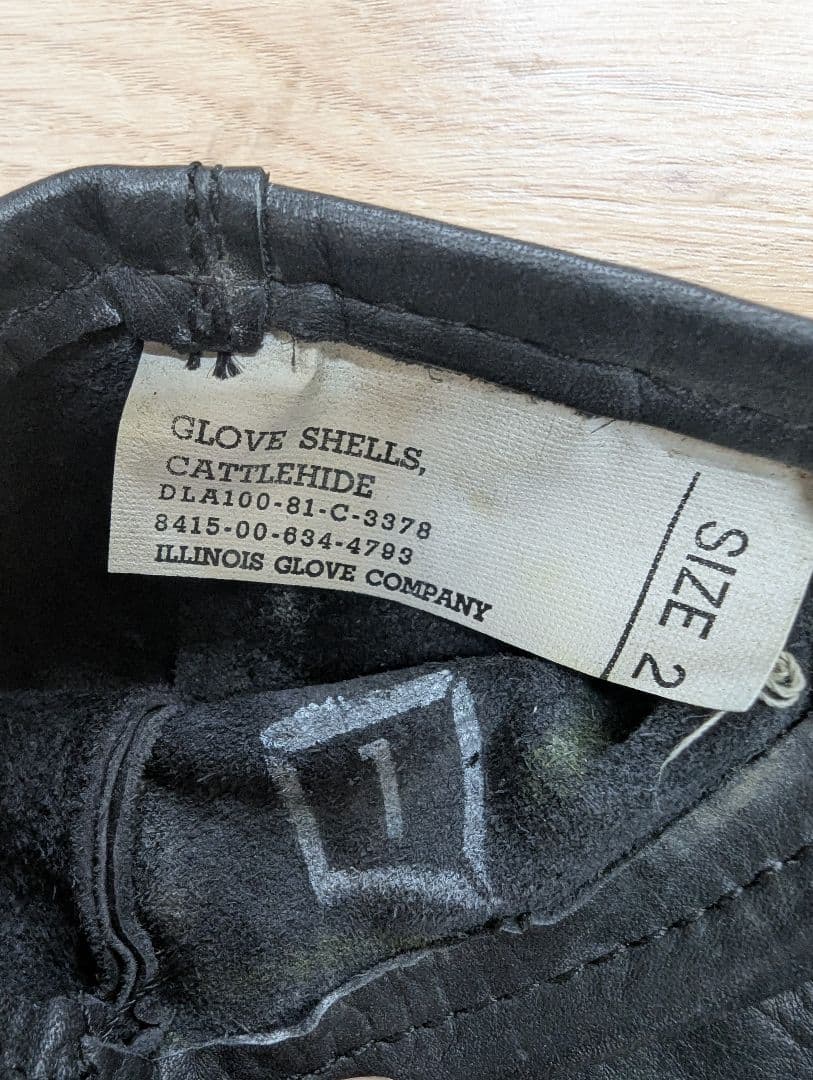 GLOVE SHELLS,
CATTLEHIDE
DLA100-81-C-3378
8415-00-634-4793
ILLINOIS GLOVE COMPANY
SIZE 2
1